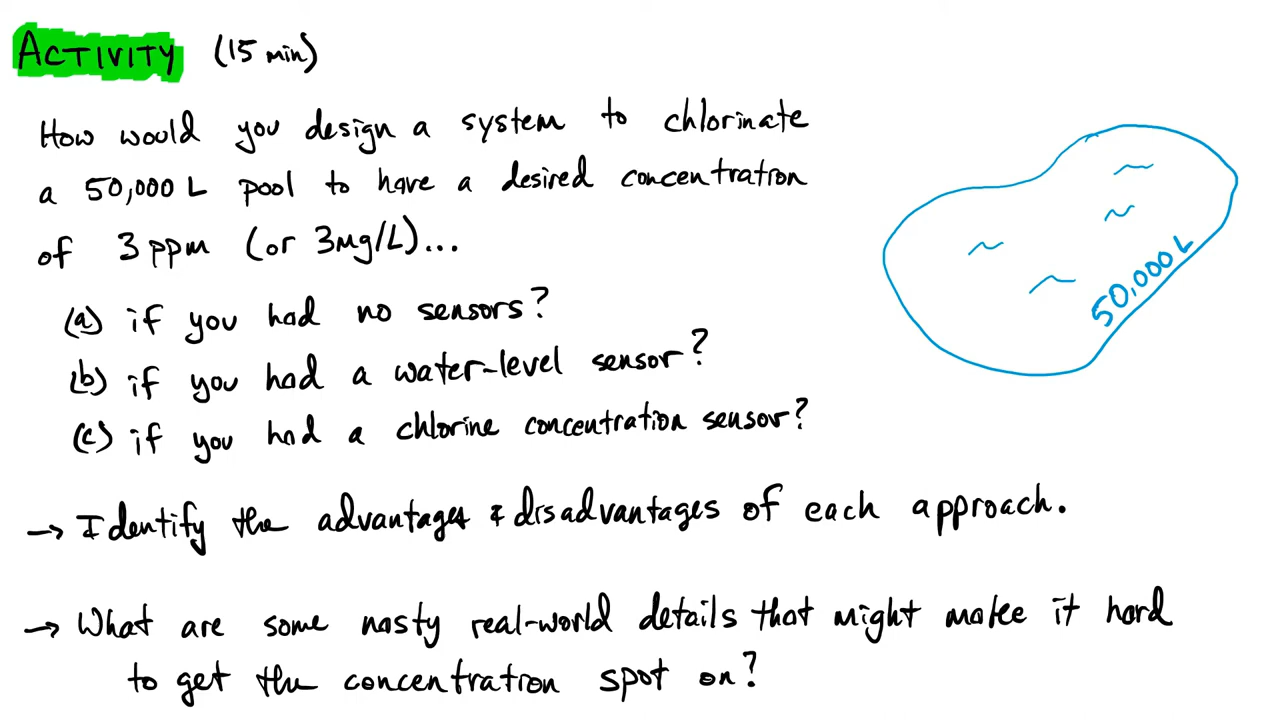 ACTIVITY (15 min)
How would you design a system to chlorinate
a 50,000 L pool to have a desired concentration
of 3 ppm (or 3mg/L)...
(a) if you had no sensors?
(b) if you had a water-level sensor?
(c) if you had a chlorine concentration sensor?
→ Identify the advantages & disadvantages of each approach.
→ What are some nasty real-world details that might make it hard
to get the concentration spot on?
50,000 L